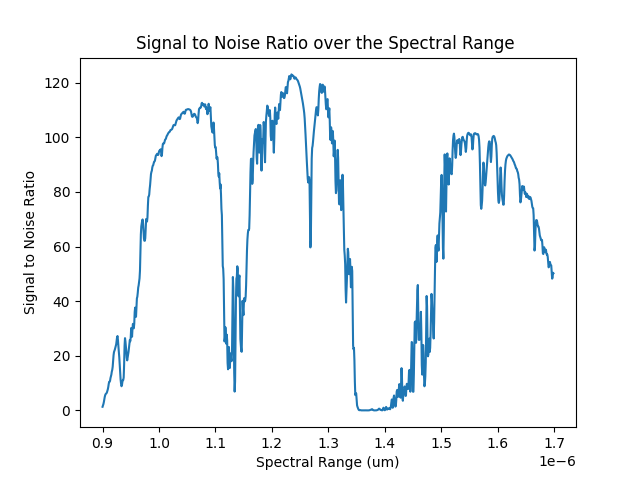 Signal to Noise Ratio over the Spectral Range
Signal to Noise Ratio
120
100
80
60
40
20
0
0.9 1.0 1.1 1.2 1.3 1.4 1.5 1.6 1.7
1e−6
Spectral Range (um)